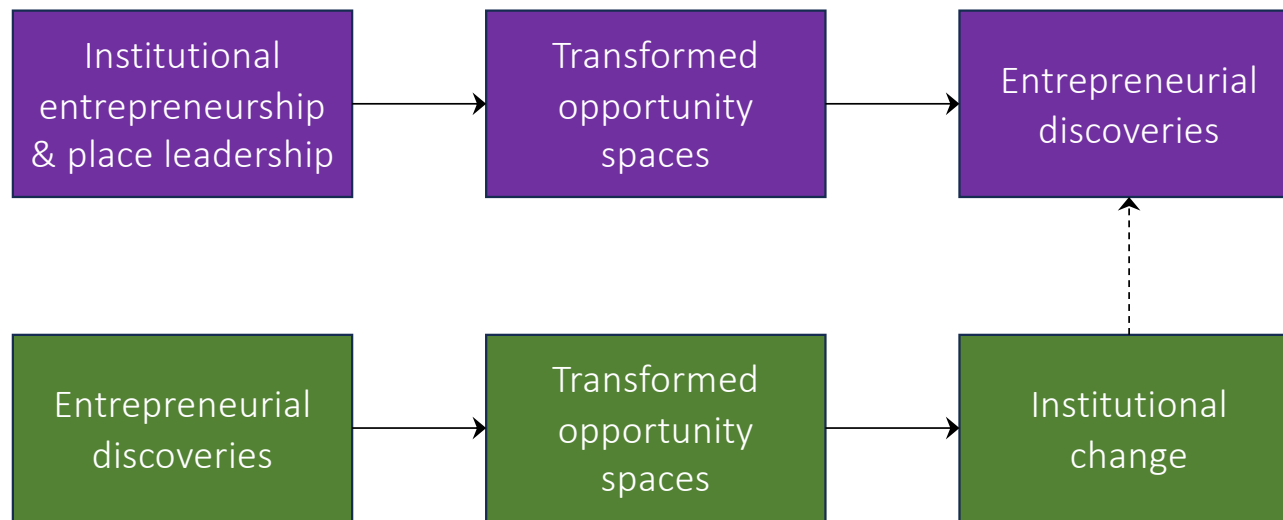 Institutional
entrepreneurship
& place leadership
Transformed
opportunity
spaces
Entrepreneurial
discoveries
Entrepreneurial
discoveries
Transformed
opportunity
spaces
Institutional
change